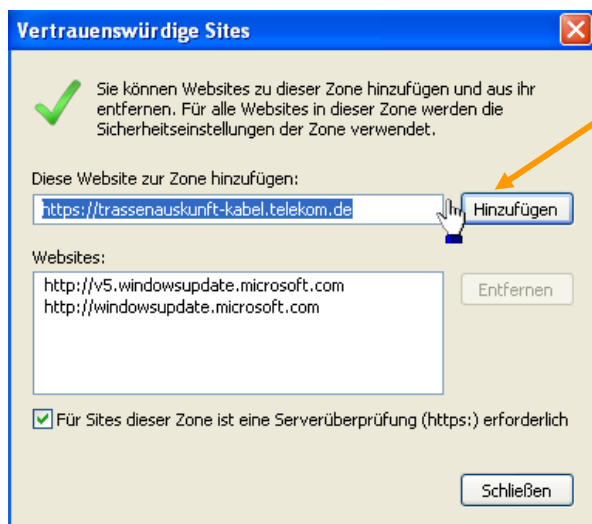 Vertrauenswürdige Sites
Sie können Websites zu dieser Zone hinzufügen und aus ihr
entfernen. Für alle Websites in dieser Zone werden die
Sicherheitseinstellungen der Zone verwendet.
Diese Website zur Zone hinzufügen:
https://trassenauskunft-kabel.telekom.de
Hinzufügen
Websites:
http://v5.windowsupdate.microsoft.com
http://windowsupdate.microsoft.com
Entfernen
Für Sites dieser Zone ist eine Serverüberprüfung (https:) erforderlich
Schließen